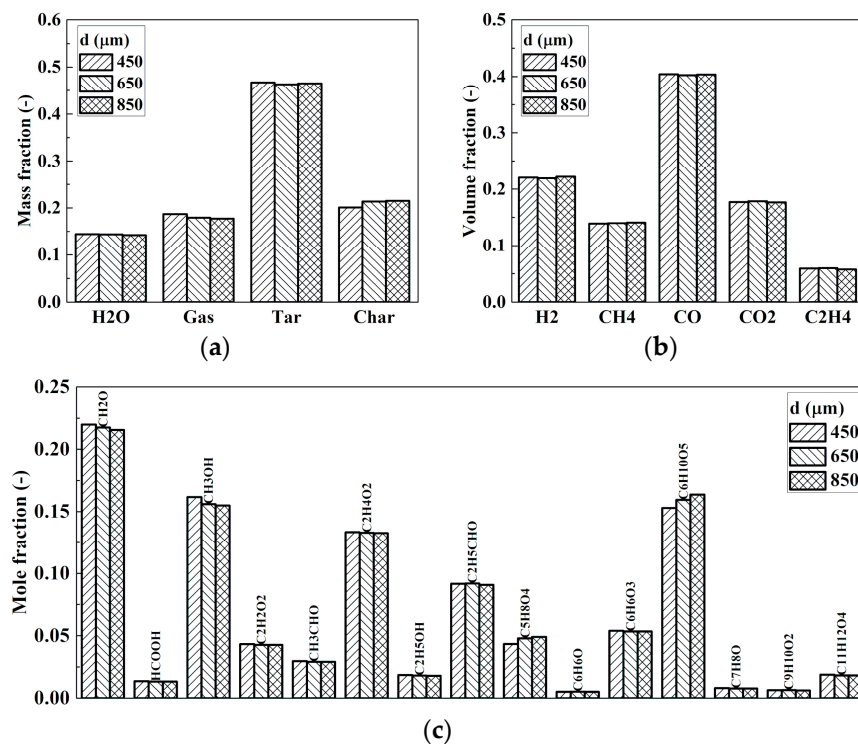 d (μm)
450
650
850
Mass fraction (-)
0.6
0.5
0.4
0.3
0.2
0.1
0.0
H2O Gas Tar Char
(a)
d (μm)
450
650
850
Volume fraction (-)
0.5
0.4
0.3
0.2
0.1
0.0
H2 CH4 CO CO2 C2H4
(b)
d (μm)
450
650
850
Mole fraction (-)
0.25
0.20
0.15
0.10
0.05
0.00
CH2O
HCOOH
CH3OH
C2H2O2
CH3CHO
C2H4O2
C2H5OH
C2H5CHO
C5H8O4
C6H6O
C6H6O3
C6H10O5
C7H8O
C9H10O2
C11H12O4
(c)